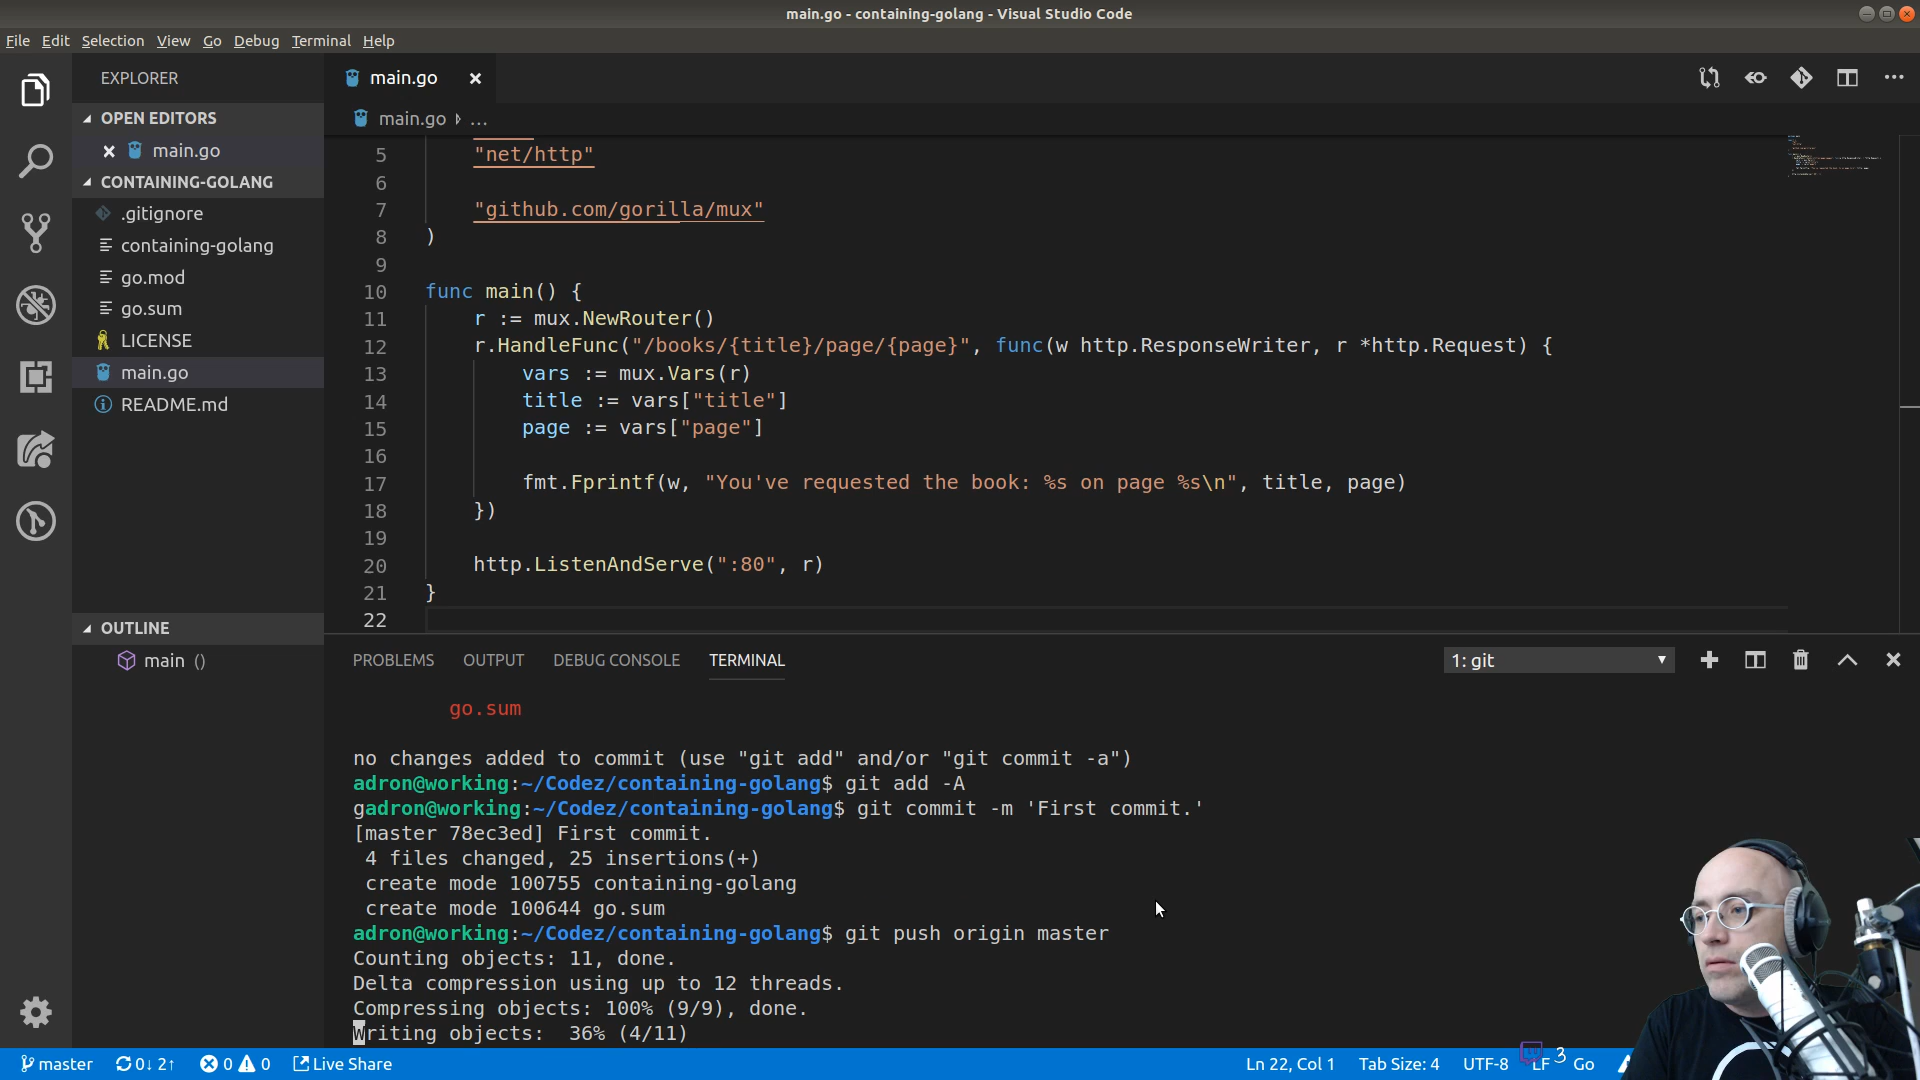 main.go - containing-golang - Visual Studio Code
File Edit Selection View Go Debug Terminal Help
EXPLORER
OPEN EDITORS
main.go
CONTAINING-GOLANG
.gitignore
containing-golang
go.mod
go.sum
LICENSE
main.go
README.md
OUTLINE
main ()
main.go
main.go ...
5 "net/http"
6
7 "github.com/gorilla/mux"
8 )
9
10 func main() {
11 r := mux.NewRouter()
12 r.HandleFunc("/books/{title}/page/{page}", func(w http.ResponseWriter, r *http.Request) {
13 vars := mux.Vars(r)
14 title := vars["title"]
15 page := vars["page"]
16
17 fmt.Fprintf(w, "You've requested the book: %s on page %s\n", title, page)
18 })
19
20 http.ListenAndServe(":80", r)
21 }
22
PROBLEMS OUTPUT DEBUG CONSOLE TERMINAL
1: git
go.sum
no changes added to commit (use "git add" and/or "git commit -a")
adron@working:~/Codez/containing-golang$ git add -A
gadron@working:~/Codez/containing-golang$ git commit -m 'First commit.'
[master 78ec3ed] First commit.
4 files changed, 25 insertions(+)
create mode 100755 containing-golang
create mode 100644 go.sum
adron@working:~/Codez/containing-golang$ git push origin master
Counting objects: 11, done.
Delta compression using up to 12 threads.
Compressing objects: 100% (9/9), done.
Writing objects:  36% (4/11)
master 0↓ 2↑ 0 0 Live Share
Ln 22, Col 1 Tab Size: 4 UTF-8 LF 3 Go